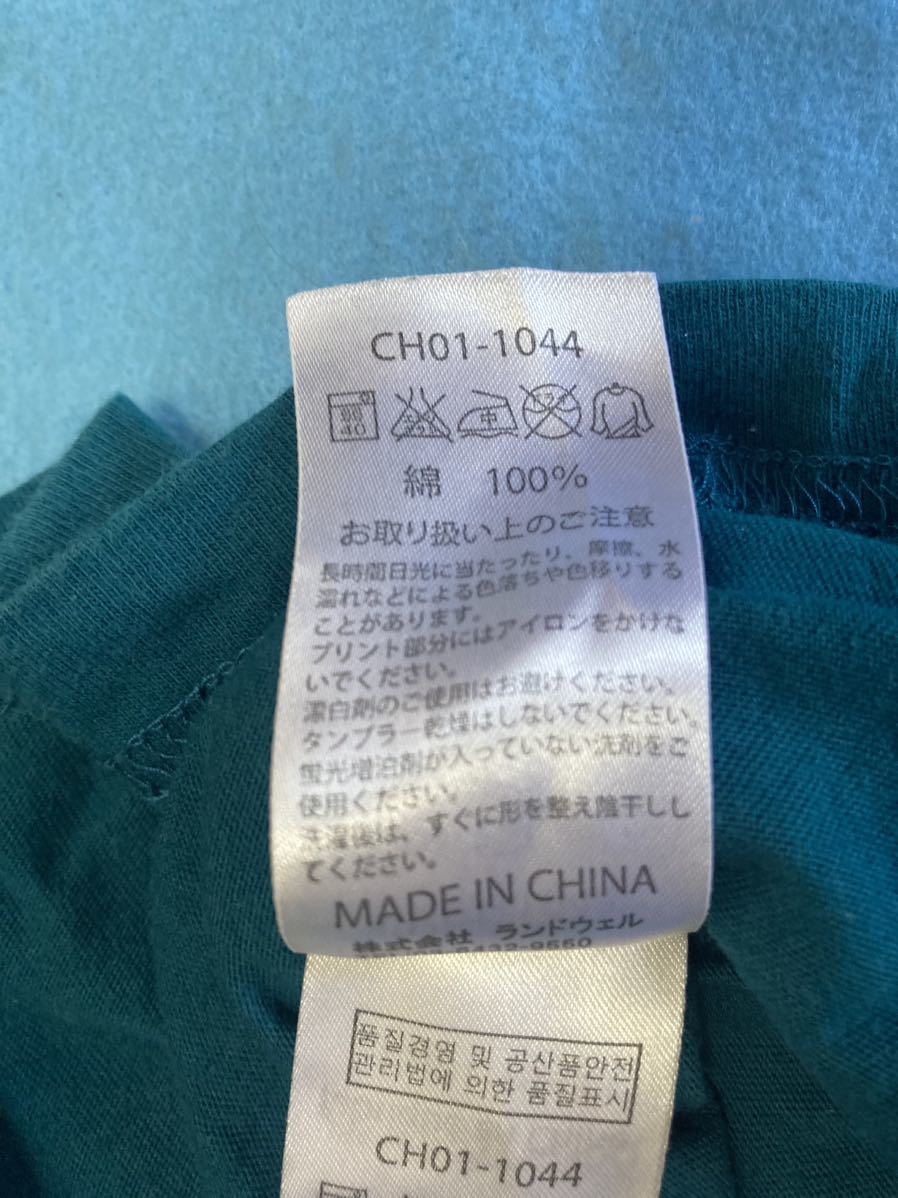 CH01-1044
40
中
綿 100%
お取り扱い上のご注意
長時間日光に当たったり、摩擦、水
濡れなどによる色落ちや色移りする
ことがあります。
プリント部分にはアイロンをかけな
いでください。
漂白剤のご使用はお避けください。
タンブラー乾燥はしないでください。
蛍光増泊剤が入っていない洗剤をご
使用ください。
洗濯後は、すぐに形を整え陰干しし
てください。
MADE IN CHINA
株式会社 ランドウェル
품질경영 및 공산품안전
관리법에 의한 품질표시
CH01-1044